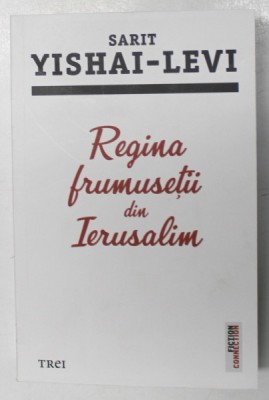 SARIT
YISHAI-LEVI
Regina
frumuseții
din
Ierusalim
FICTION
CONNECTION
TREI